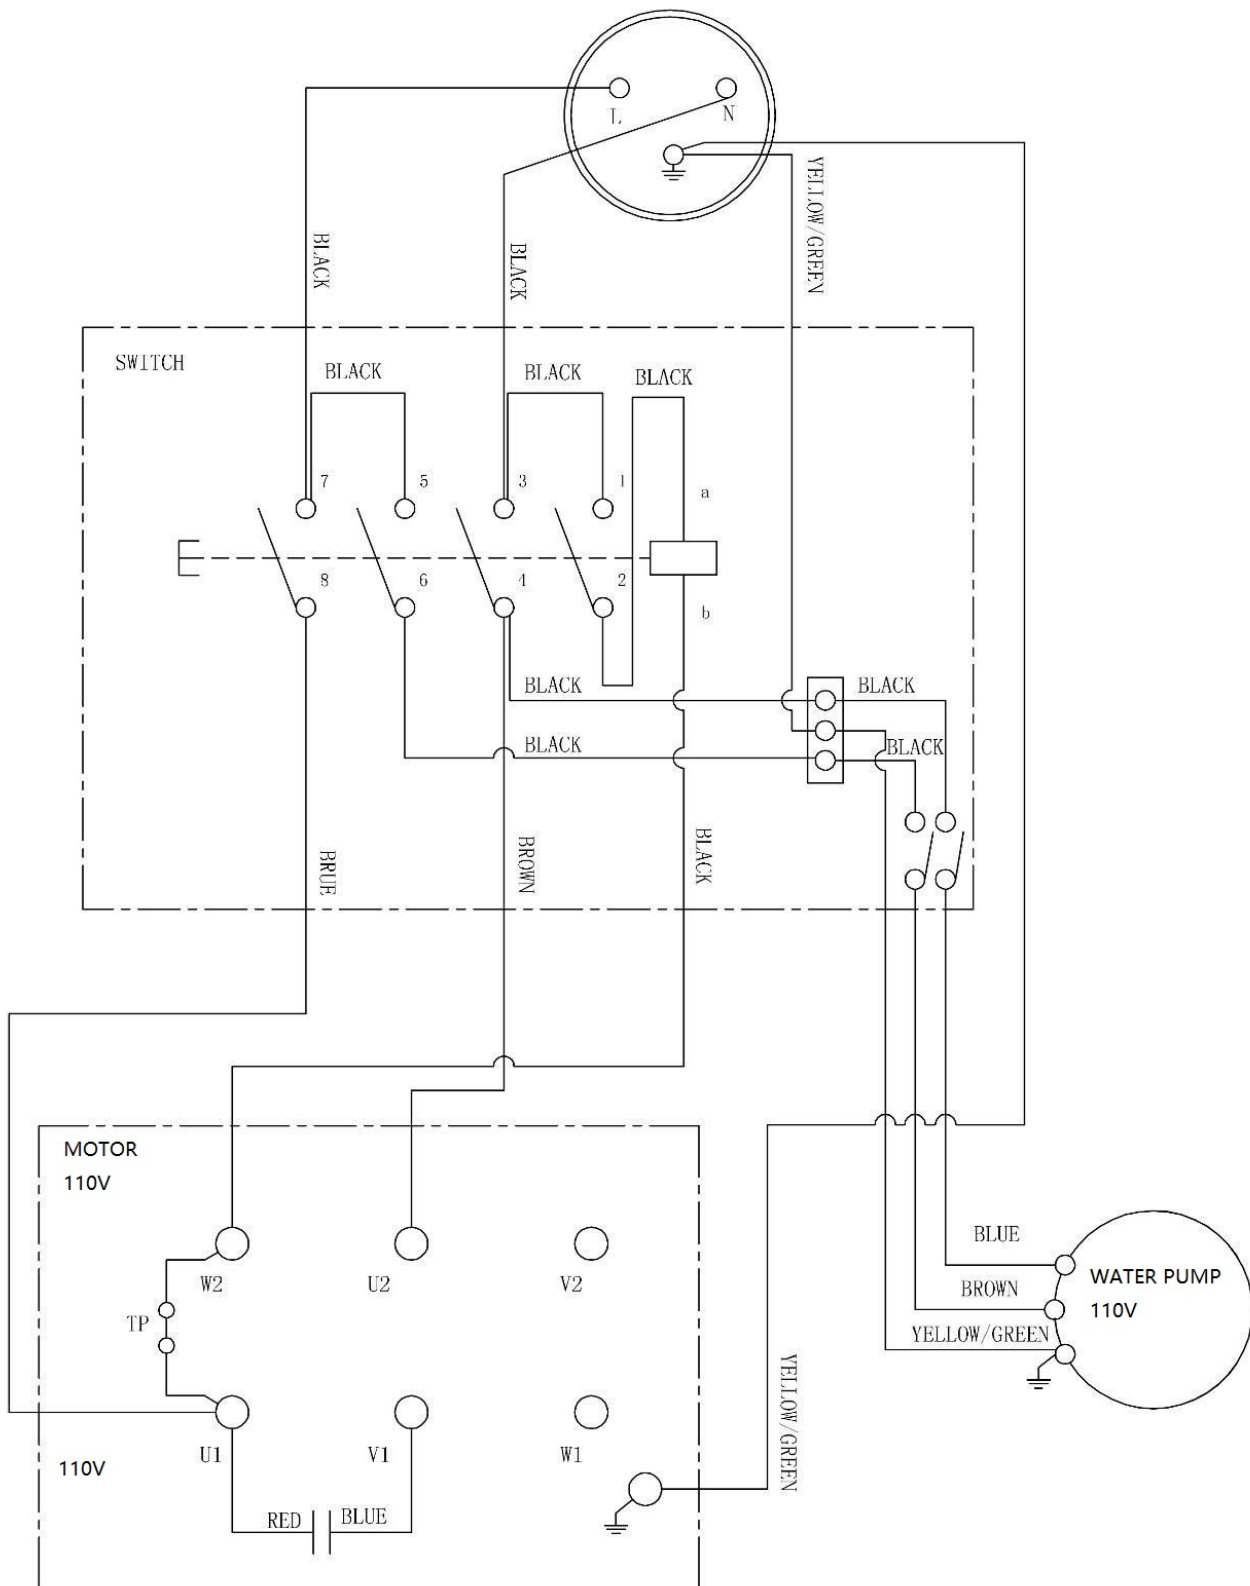 L
N
YELLOW/GREEN
BLACK
BLACK
SWITCH
BLACK
BLACK
BLACK
7
5
3
1
a
8
6
4
2
b
BLACK
BLACK
BLACK
BLACK
BRUE
BROWN
BLACK
MOTOR
110V
W2
U2
V2
TP
BLUE
WATER PUMP
BROWN
110V
YELLOW/GREEN
YELLOW/GREEN
U1
V1
W1
110V
RED
BLUE